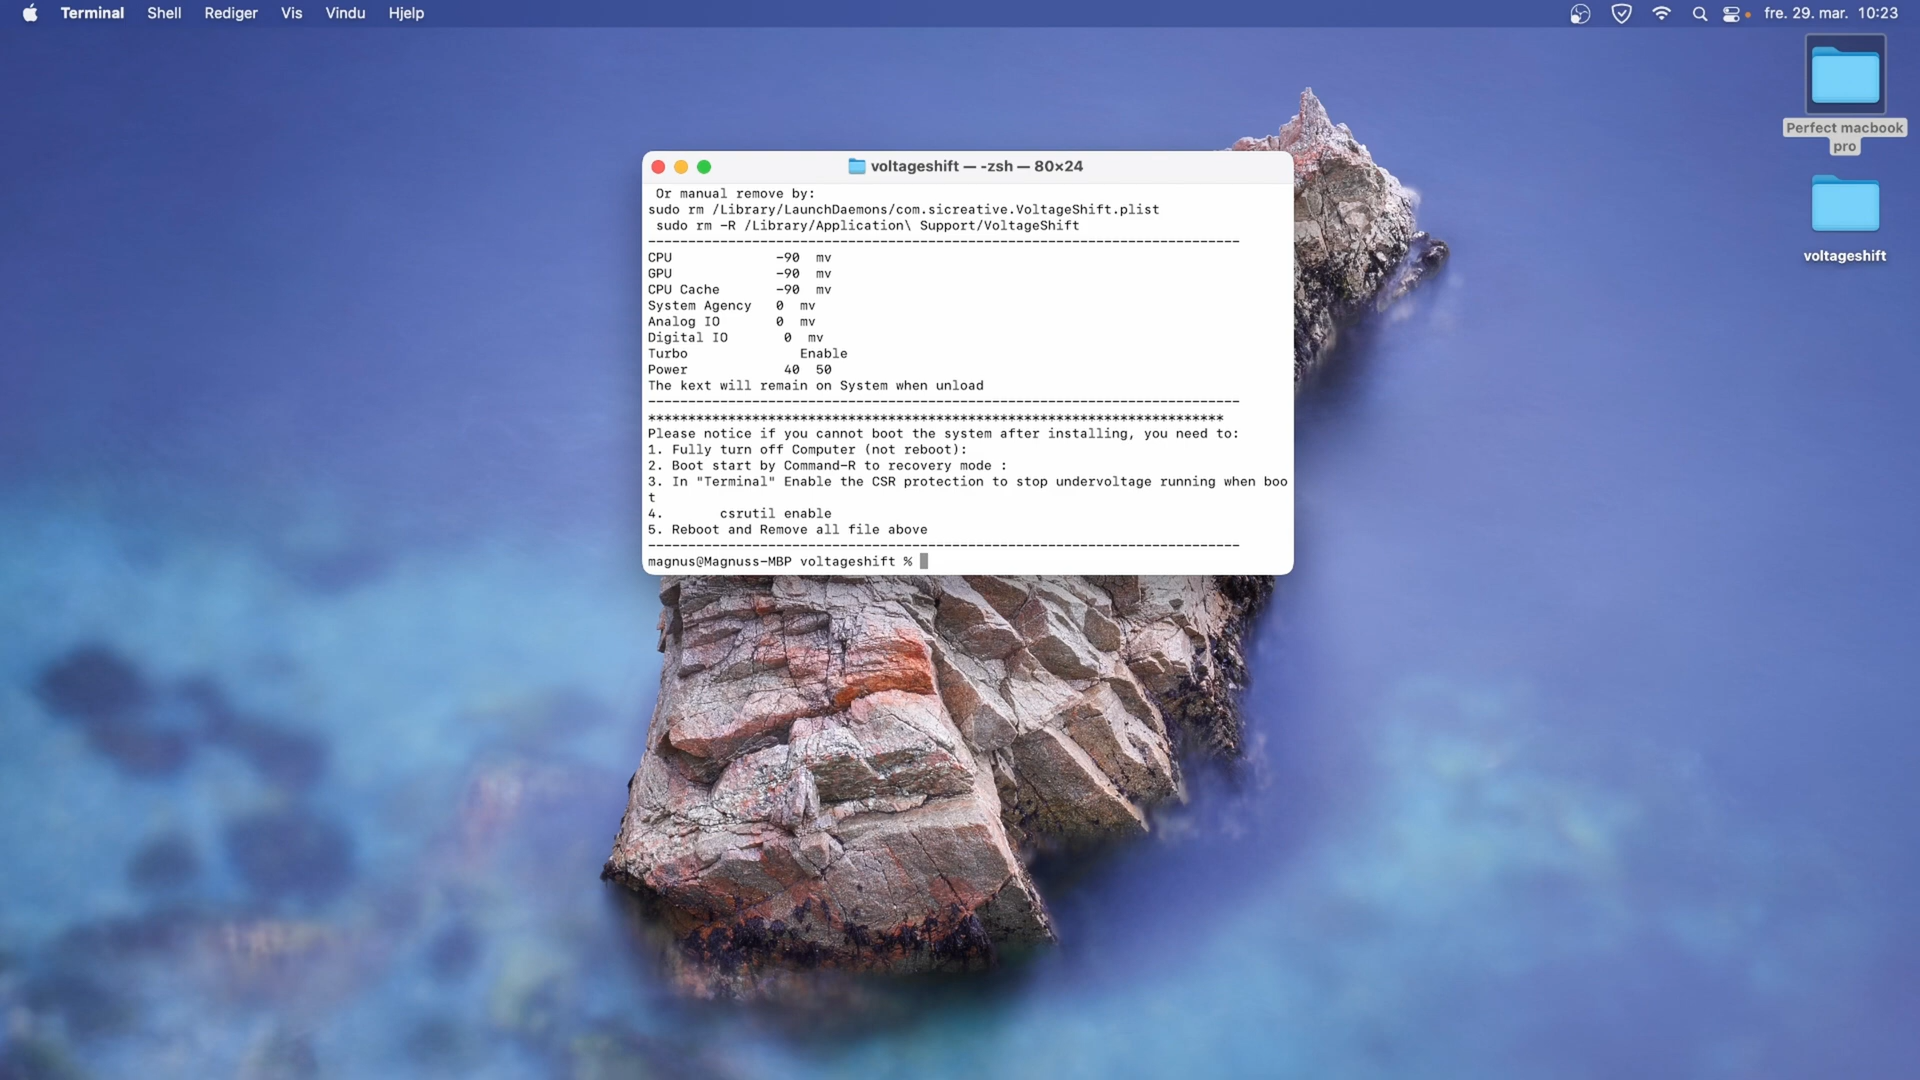 Terminal Shell Rediger Vis Vindu Hjelp fre. 29. mar. 10:23
Perfect macbook
pro
voltageshift
voltageshift — -zsh — 80×24
Or manual remove by:
sudo rm /Library/LaunchDaemons/com.sicreative.VoltageShift.plist
sudo rm -R /Library/Application\ Support/VoltageShift
--------------------------------------------------------------------------
CPU -90 mv
GPU -90 mv
CPU Cache -90 mv
System Agency 0 mv
Analog IO 0 mv
Digital IO 0 mv
Turbo Enable
Power 40 50
The kext will remain on System when unload
--------------------------------------------------------------------------
************************************************************************
Please notice if you cannot boot the system after installing, you need to:
1. Fully turn off Computer (not reboot):
2. Boot start by Command-R to recovery mode :
3. In "Terminal" Enable the CSR protection to stop undervoltage running when boo
t
4. csrutil enable
5. Reboot and Remove all file above
--------------------------------------------------------------------------
magnus@Magnuss-MBP voltageshift %